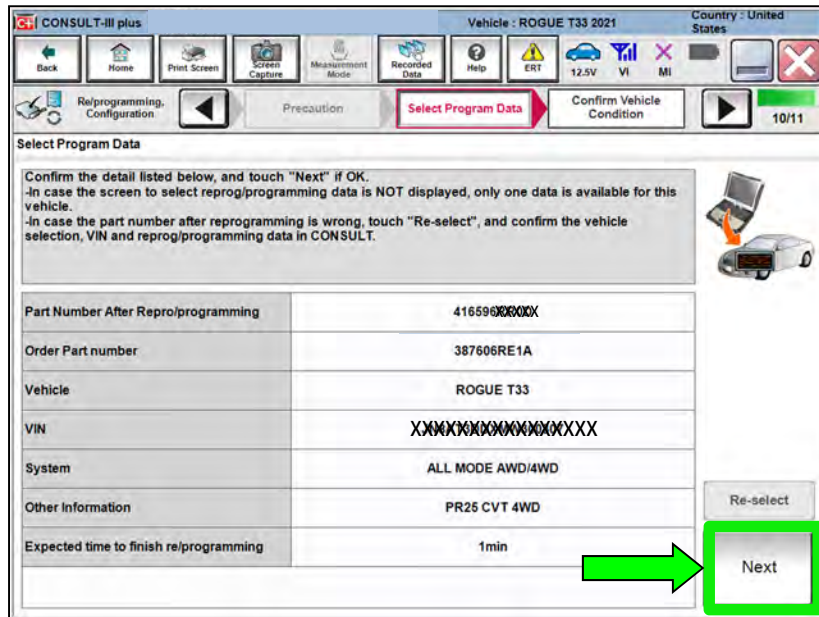 CONSULT-III plus
Vehicle : ROGUE T33 2021
Country : United States
Back
Home
Print Screen
Screen Capture
Measurement Mode
Recorded Data
Help
ERT
12.5V
VI
MI
Re/programming, Configuration
Precaution
Select Program Data
Confirm Vehicle Condition
10/11
Select Program Data
Confirm the detail listed below, and touch "Next" if OK.
-In case the screen to select reprog/programming data is NOT displayed, only one data is available for this
vehicle.
-In case the part number after reprogramming is wrong, touch "Re-select", and confirm the vehicle
selection, VIN and reprog/programming data in CONSULT.
Part Number After Repro/programming
416596XXXXX
Order Part number
387606RE1A
Vehicle
ROGUE T33
VIN
System
ALL MODE AWD/4WD
Other Information
PR25 CVT 4WD
Expected time to finish re/programming
1min
Re-select
Next